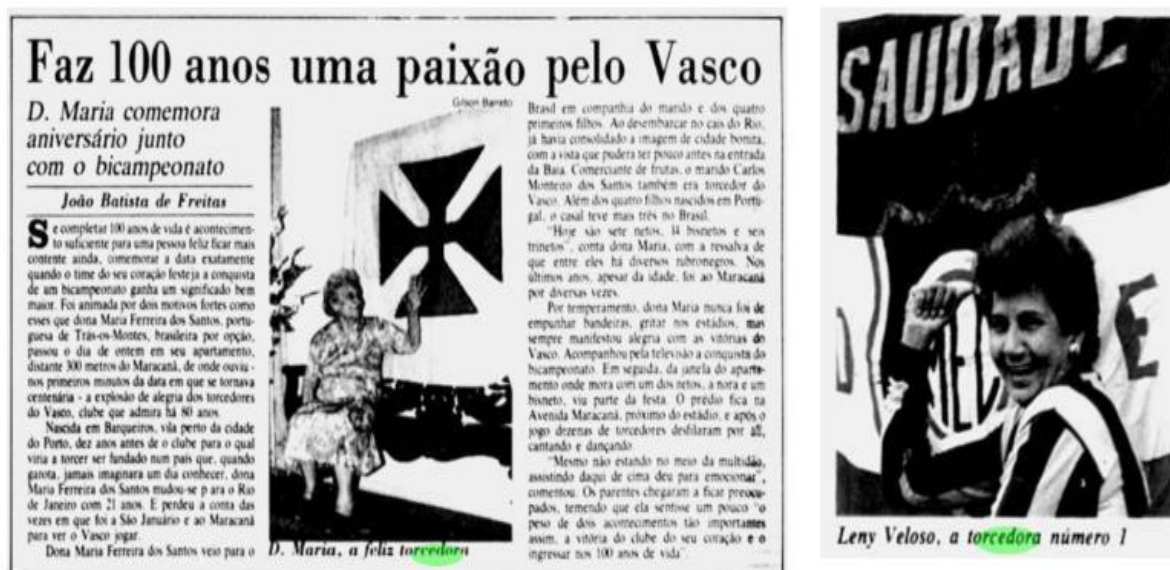 Faz 100 anos uma paixão pelo Vasco
D. Maria comemora
aniversário junto
com o bicampeonato
João Batista de Freitas
Se completar 100 anos de vida é acontecimen-
to suficiente para uma pessoa feliz ficar mais
contente ainda, comemorar a data exatamente
quando o time do seu coração festeja a conquista
de um bicampeonato ganha um significado bem
maior. Foi animada por dois motivos fortes como
esses que dona Maria Ferreira dos Santos, portu-
guesa de Trás-os-Montes, brasileira por opção,
passou o dia de ontem em seu apartamento,
distante 300 metros do Maracanã, de onde ouviu -
nos primeiros minutos da data em que se tornava
centenária - a explosão de alegria dos torcedores
do Vasco, clube que admira há 80 anos.
Nascida em Barqueiros, vila perto da cidade
do Porto, dez anos antes de o clube para o qual
viria a torcer ser fundado num país que, quando
garota, jamais imaginara um dia conhecer, dona
Maria Ferreira dos Santos mudou-se p ara o Rio
de Janeiro com 21 anos. E perdeu a conta das
vezes em que foi a São Januário e ao Maracanã
para ver o Vasco jogar.
Dona Maria Ferreira dos Santos veio para o
Gilson Barreto
D. Maria, a feliz torcedora
Brasil em companhia do marido e dos quatro
primeiros filhos. Ao desembarcar no cais do Rio,
já havia consolidado a imagem de cidade bonita,
com a vista que pudera ter pouco antes na entrada
da Baía. Comerciante de frutas, o marido Carlos
Monteiro dos Santos também era torcedor do
Vasco. Além dos quatro filhos nascidos em Portu-
gal, o casal teve mais três no Brasil.
"Hoje são sete netos, 14 bisnetos e seis
trinetos", conta dona Maria, com a ressalva de
que entre eles há diversos rubronegros. Nos
últimos anos, apesar da idade, foi ao Maracanã
por diversas vezes.
Por temperamento, dona Maria nunca foi de
empunhar bandeiras, gritar nos estádios, mas
sempre manifestou alegria com as vitórias do
Vasco. Acompanhou pela televisão a conquista do
bicampeonato. Em seguida, da janela do aparta-
mento onde mora com um dos netos, a nora e um
bisneto, viu parte da festa. O prédio fica na
Avenida Maracanã, próximo do estádio, e após o
jogo dezenas de torcedores desfilaram por ali,
cantando e dançando.
"Mesmo não estando no meio da multidão,
assistindo daqui de cima deu para emocionar",
comentou. Os parentes chegaram a ficar preocu-
pados, temendo que ela sentisse um pouco "o
peso de dois acontecimentos tão importantes
assim, a vitória do clube do seu coração e o
ingressar nos 100 anos de vida".
SAUDADE
Leny Veloso, a torcedora número 1